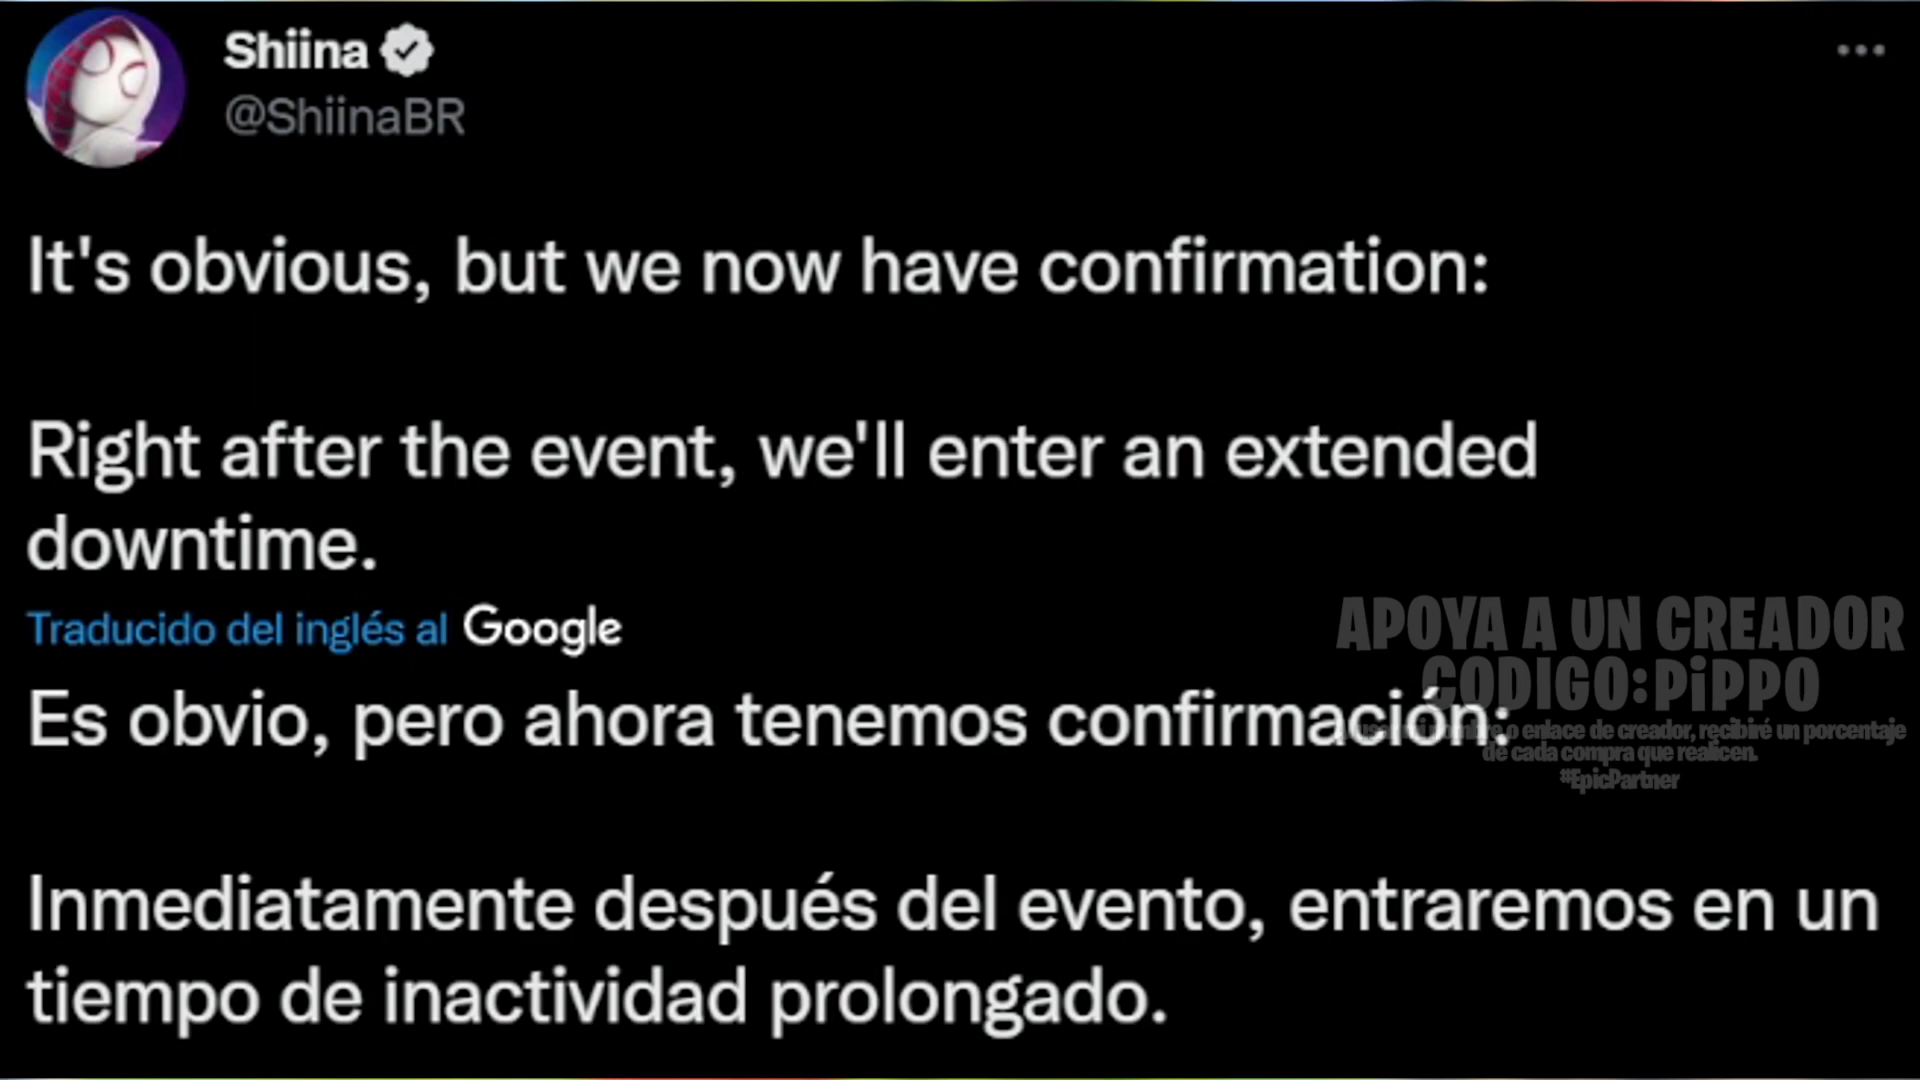 Shiina
@ShiinaBR
It's obvious, but we now have confirmation:
Right after the event, we'll enter an extended
downtime.
Traducido del inglés al Google
Es obvio, pero ahora tenemos confirmación:
Inmediatamente después del evento, entraremos en un
tiempo de inactividad prolongado.
APOYA A UN CREADOR
CODIGO:PiPPO
enlace de creador, recibiré un porcentaje
de cada compra que realicen.
#EpicPartner